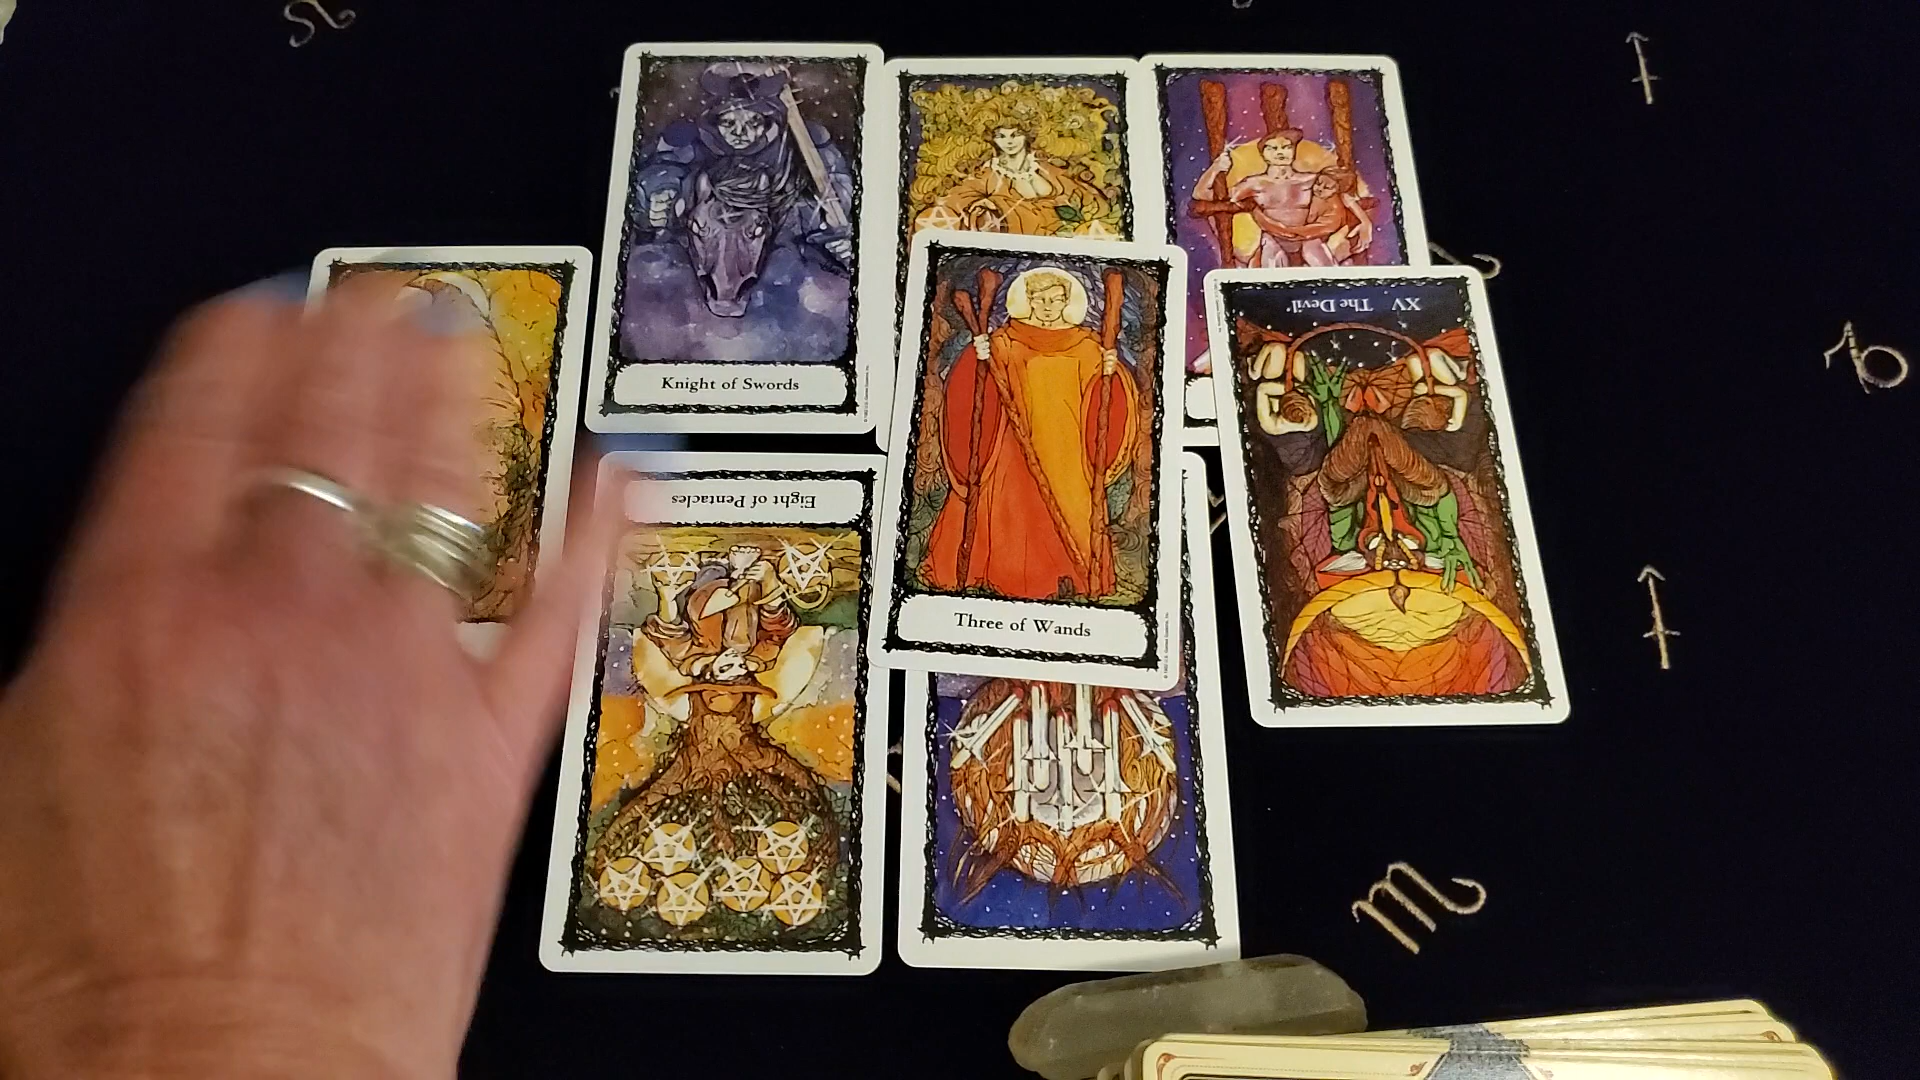 Knight of Swords
XV The Devil
Eight of Pentacles
Three of Wands